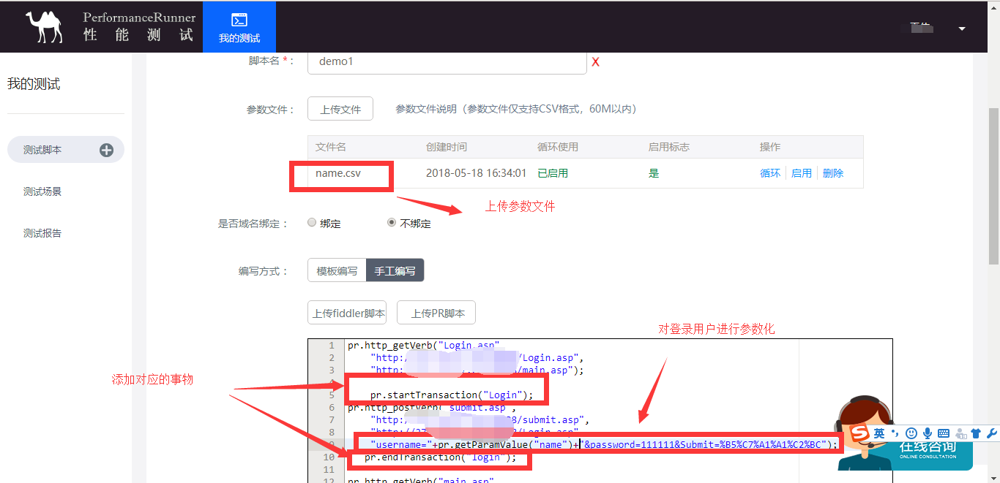 PerformanceRunner
性能测试
我的测试
脚本名 * :
demo1
X
我的测试
参数文件：
上传文件
参数文件说明（参数文件仅支持CSV格式，60M以内）
测试脚本
文件名 创建时间 循环使用 启用标志 操作
name.csv 2018-05-18 16:34:01 已启用 是 循环 启用 删除
测试场景
上传参数文件
是否域名绑定： 绑定 不绑定
测试报告
编写方式： 模板编写 手工编写
上传fiddler脚本 上传PR脚本
对登录用户进行参数化
添加对应的事物
1 pr.http_getVerb("Login.asp"
2 "http: /Login.asp",
3 "http: /main.asp");
5 pr.startTransaction("Login");
6 pr.http_postVerb("submit.asp",
7 "http: 8/submit.asp",
8 /Login.asp"
"username="+pr.getParamValue("name")+"&password=111111&Submit=%B5%C7%A1%A1%C2%BC");
10 pr.endTransaction("login");
11
12 pr.http_getVerb("main.asp"
英
在线咨询
ONLINE CONSULTATION